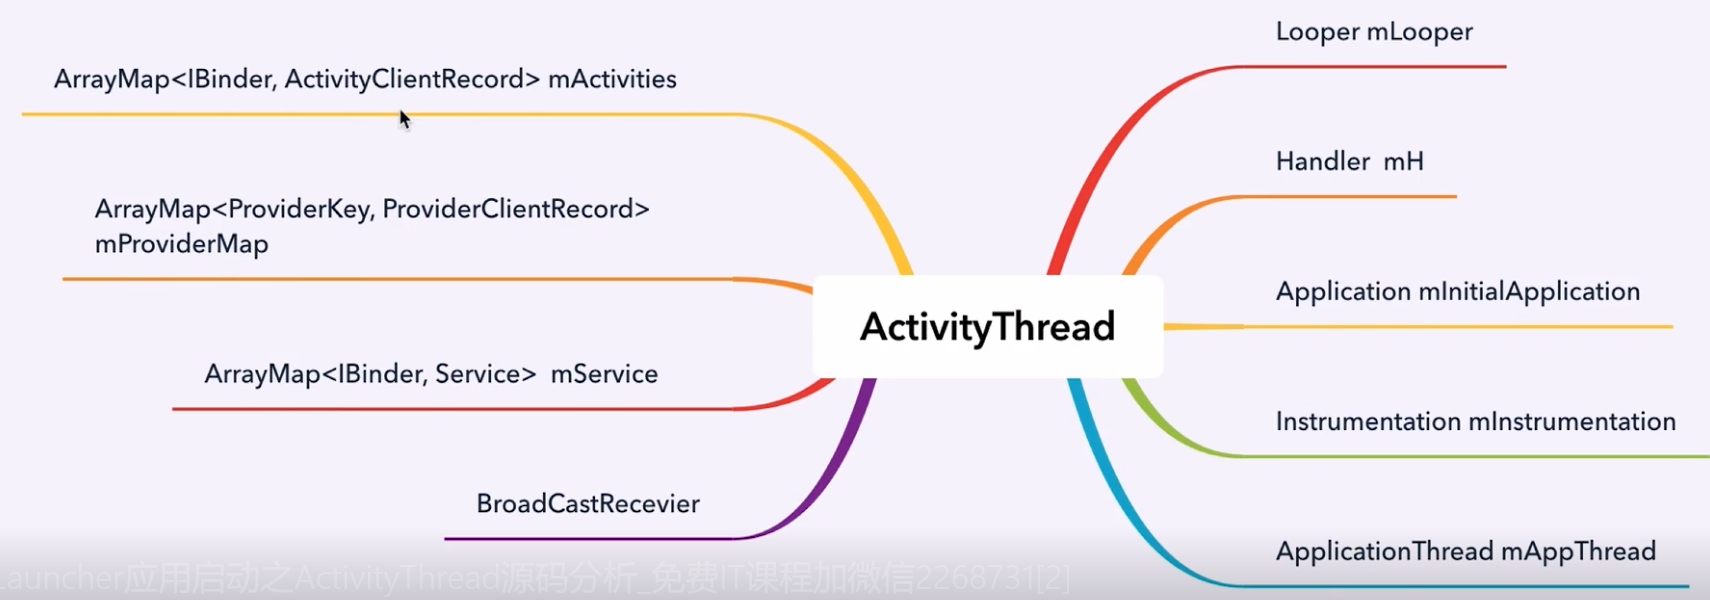 ArrayMap<IBinder, ActivityClientRecord> mActivities
ArrayMap<ProviderKey, ProviderClientRecord>
mProviderMap
ArrayMap<IBinder, Service>  mService
BroadCastRecevier
ActivityThread
Looper mLooper
Handler  mH
Application mInitialApplication
Instrumentation mInstrumentation
ApplicationThread mAppThread
Launcher应用启动之ActivityThread源码分析_免费IT课程加微信2268731[2]